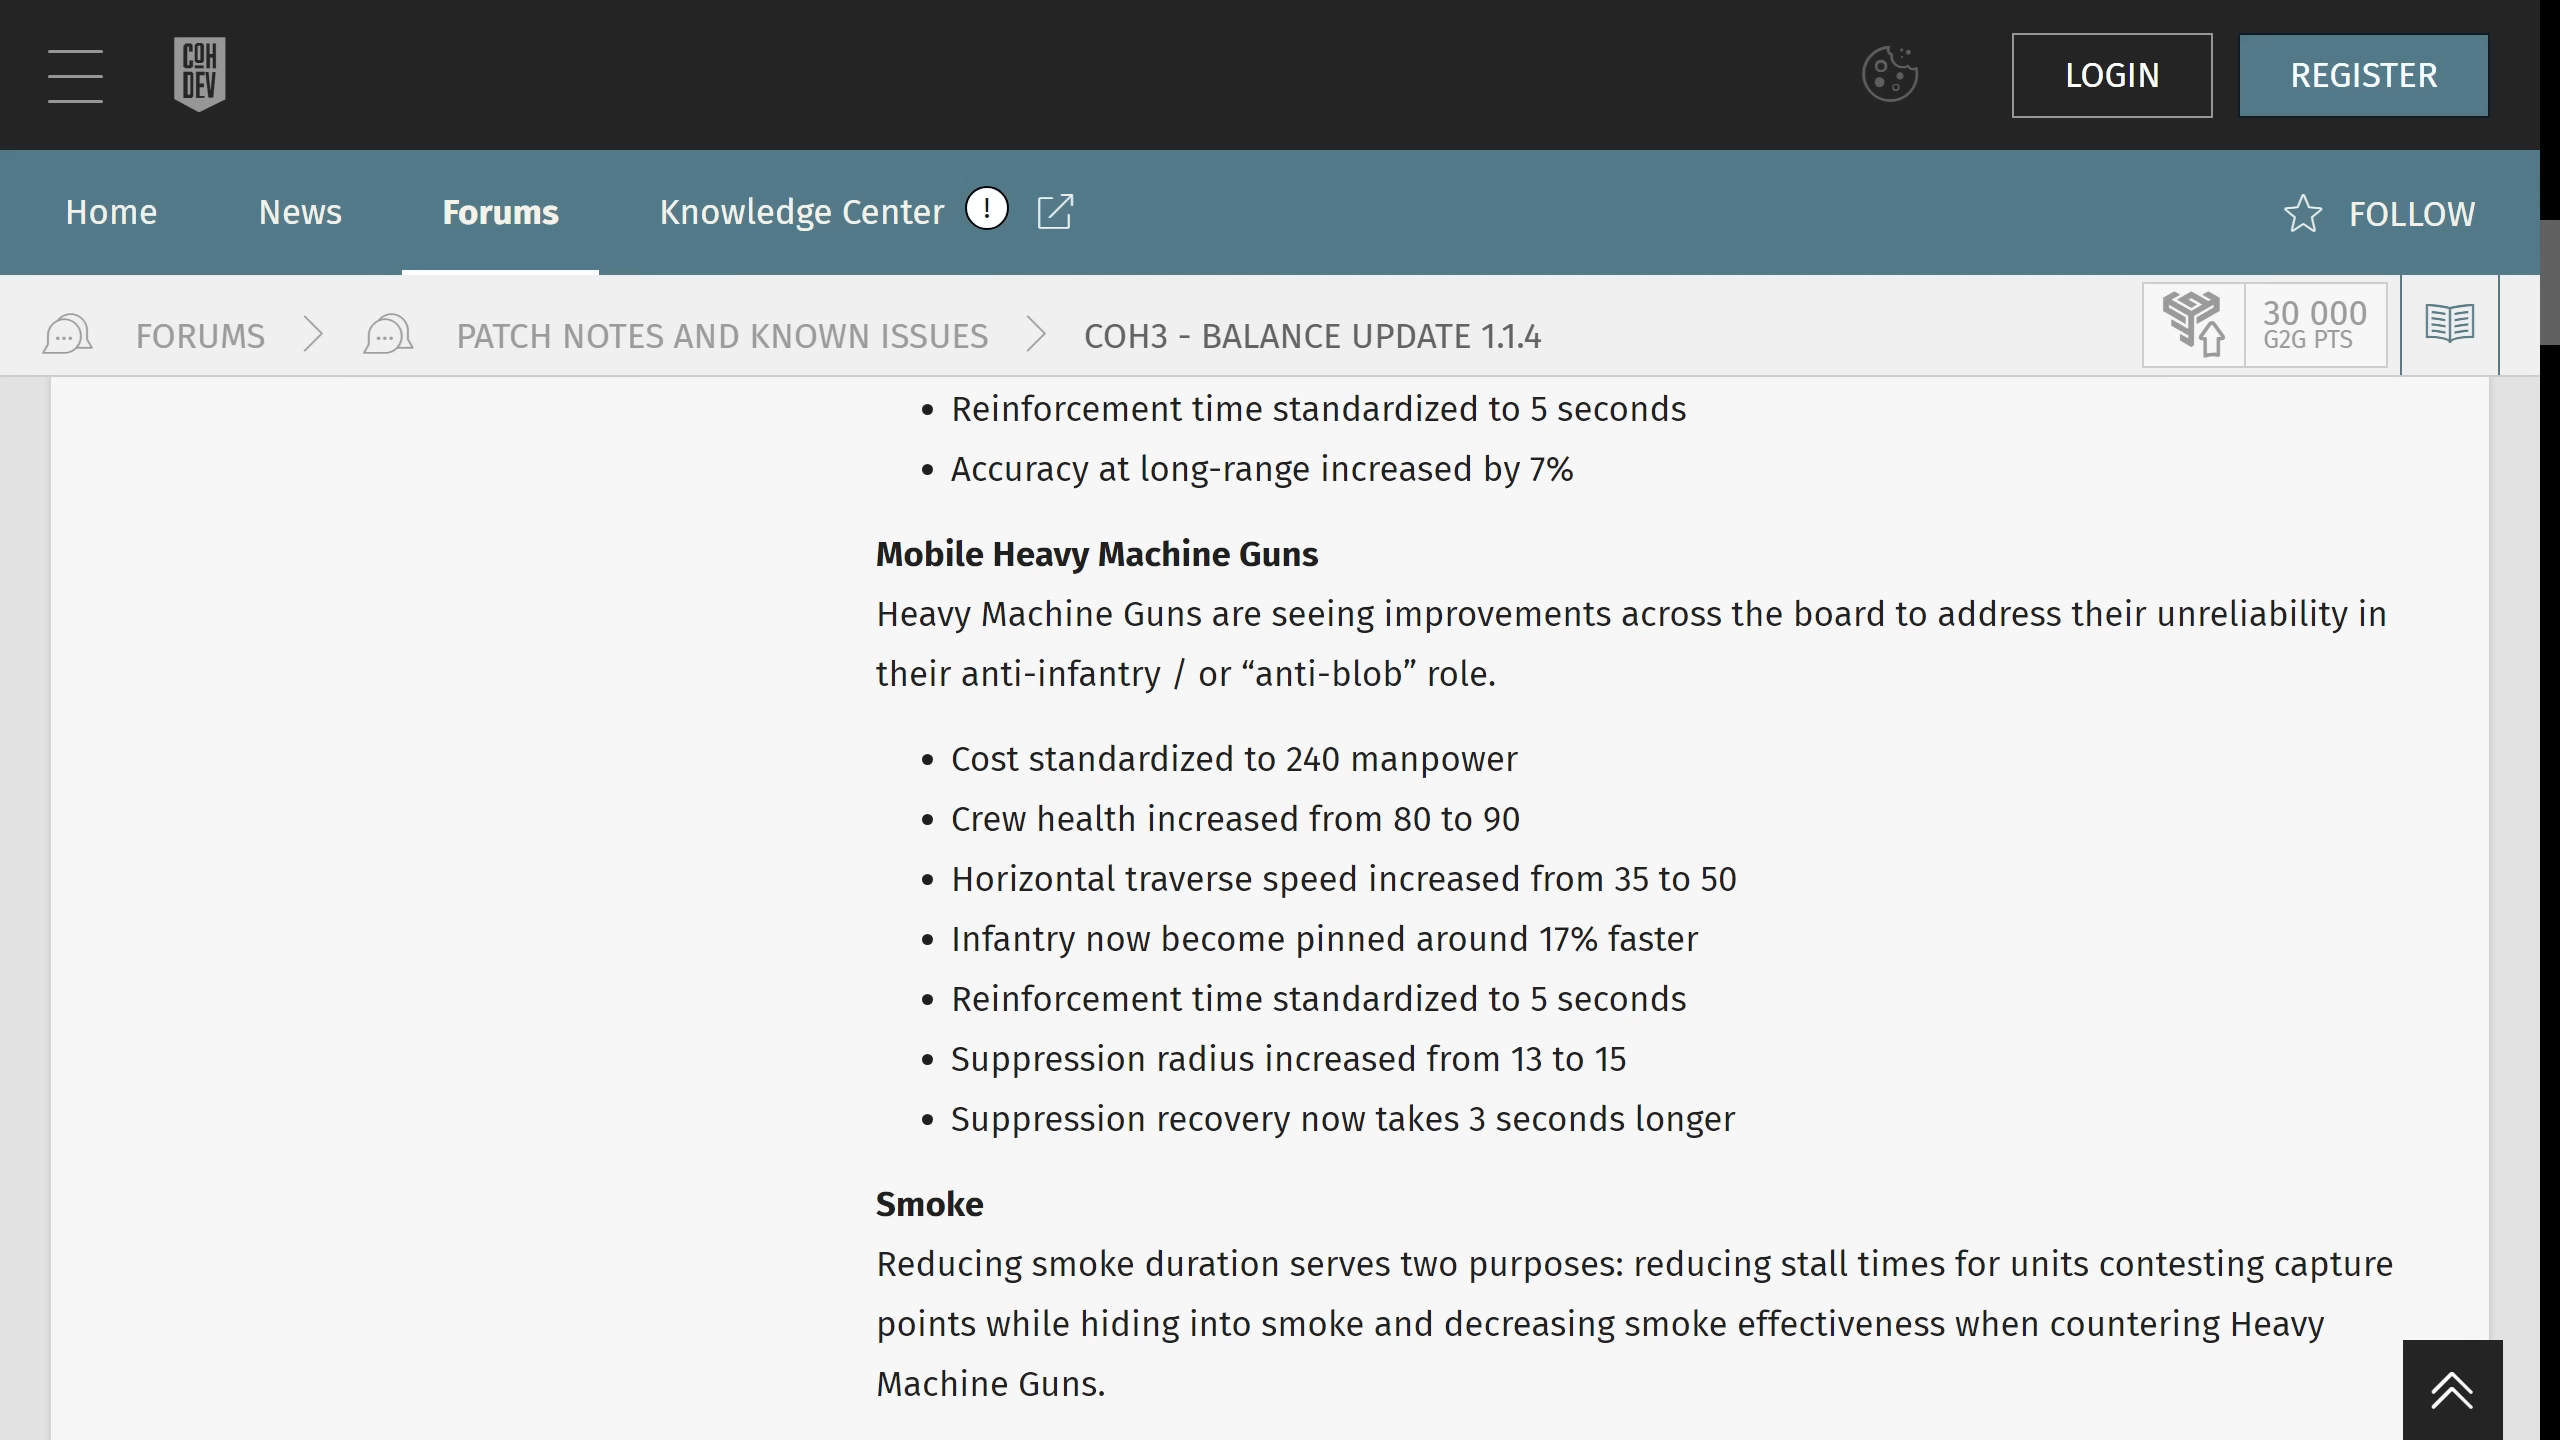 COH
DEV
LOGIN
REGISTER
Home
News
Forums
Knowledge Center
!
FOLLOW
FORUMS
PATCH NOTES AND KNOWN ISSUES
COH3 - BALANCE UPDATE 1.1.4
30 000
G2G PTS
• Reinforcement time standardized to 5 seconds
• Accuracy at long-range increased by 7%
Mobile Heavy Machine Guns
Heavy Machine Guns are seeing improvements across the board to address their unreliability in
their anti-infantry / or “anti-blob” role.
• Cost standardized to 240 manpower
• Crew health increased from 80 to 90
• Horizontal traverse speed increased from 35 to 50
• Infantry now become pinned around 17% faster
• Reinforcement time standardized to 5 seconds
• Suppression radius increased from 13 to 15
• Suppression recovery now takes 3 seconds longer
Smoke
Reducing smoke duration serves two purposes: reducing stall times for units contesting capture
points while hiding into smoke and decreasing smoke effectiveness when countering Heavy
Machine Guns.